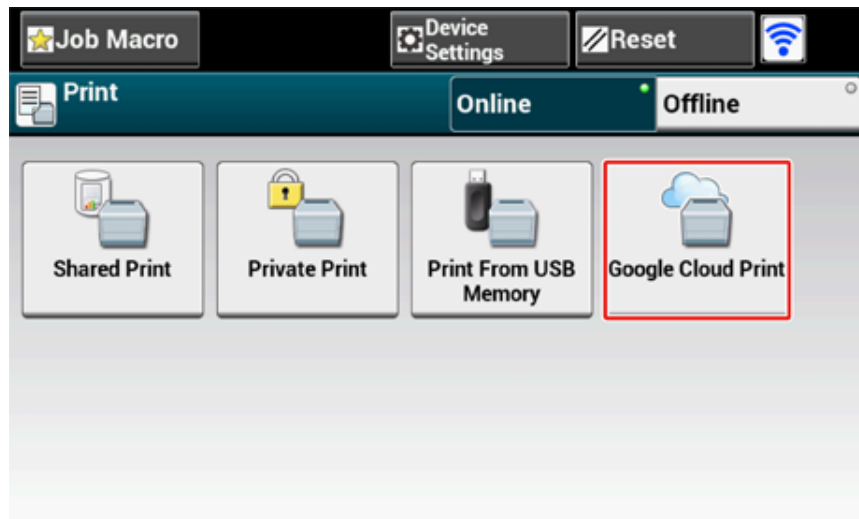 Job Macro
Device
Settings
Reset
Print
Online
Offline
Shared Print
Private Print
Print From USB
Memory
Google Cloud Print